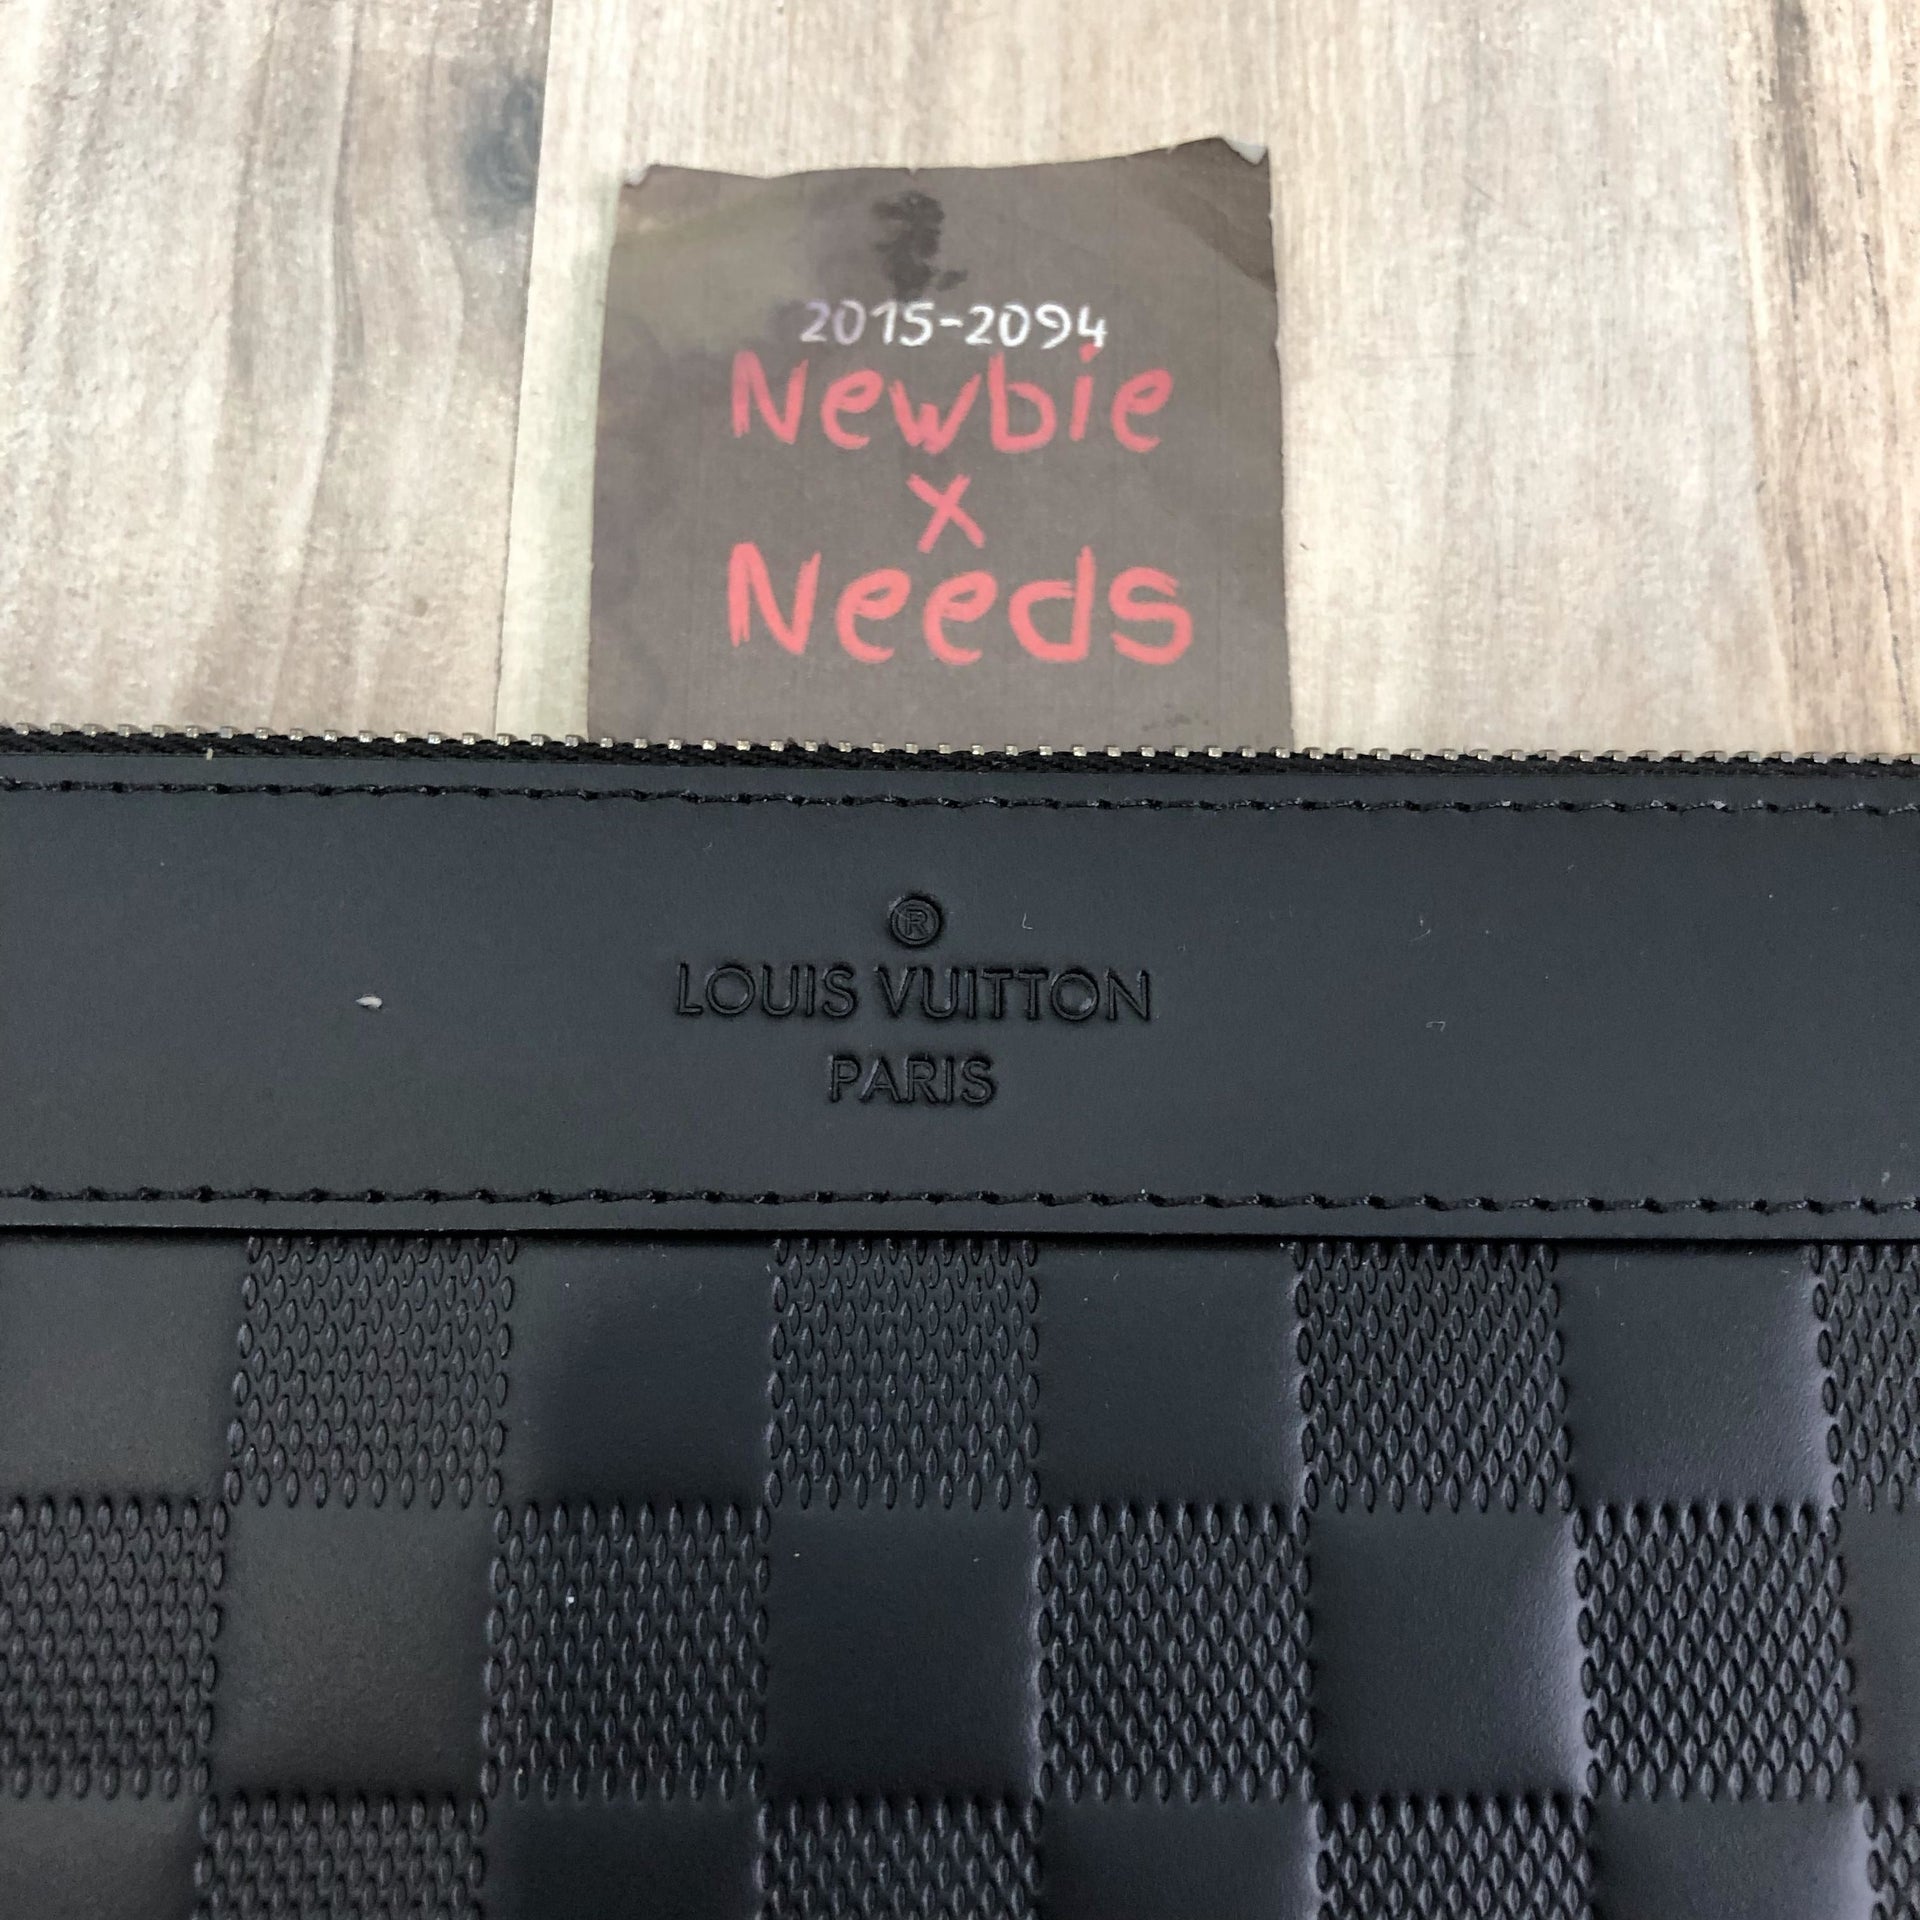 2015-2094
Newbie
x
Needs
®
LOUIS VUITTON
PARIS